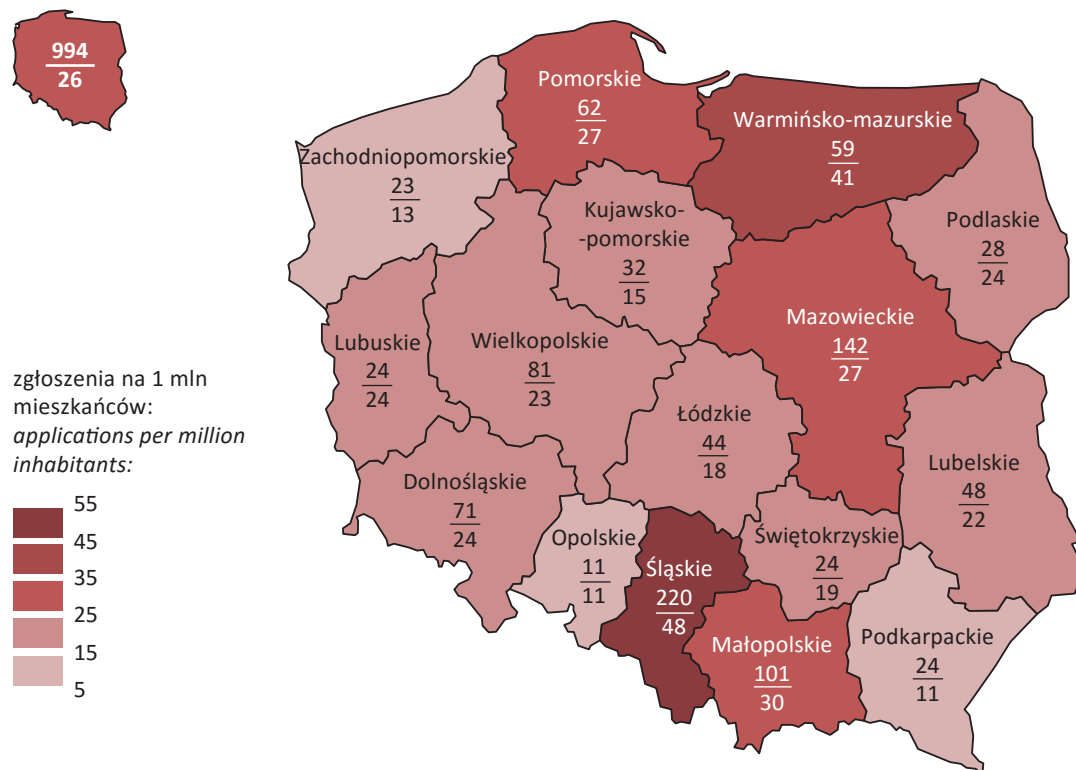 994
26
Pomorskie
62
27
Warmińsko-mazurskie
59
41
Zachodniopomorskie
23
13
Kujawsko-
-pomorskie
32
15
Podlaskie
28
24
Mazowieckie
142
27
Lubuskie
24
24
Wielkopolskie
81
23
zgłoszenia na 1 mln
mieszkańców:
applications per million
inhabitants:
55
45
35
25
15
5
Łódzkie
44
18
Lubelskie
48
22
Dolnośląskie
71
24
Opolskie
11
11
Śląskie
220
48
Świętokrzyskie
24
19
Małopolskie
101
30
Podkarpackie
24
11